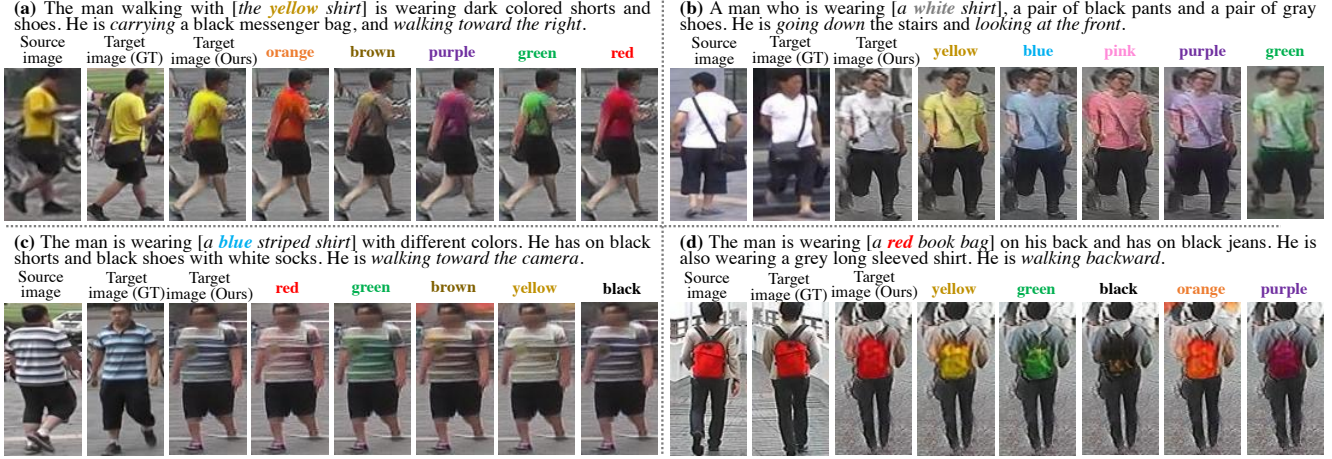 (a) The man walking with [the yellow shirt] is wearing dark colored shorts and
shoes. He is carrying a black messenger bag, and walking toward the right.
Source image
Target image (GT)
Target image (Ours)
orange
brown
purple
green
red
(b) A man who is wearing [a white shirt], a pair of black pants and a pair of gray
shoes. He is going down the stairs and looking at the front.
Source image
Target image (GT)
Target image (Ours)
yellow
blue
pink
purple
green
(c) The man is wearing [a blue striped shirt] with different colors. He has on black
shorts and black shoes with white socks. He is walking toward the camera.
Source image
Target image (GT)
Target image (Ours)
red
green
brown
yellow
black
(d) The man is wearing [a red book bag] on his back and has on black jeans. He is
also wearing a grey long sleeved shirt. He is walking backward.
Source image
Target image (GT)
Target image (Ours)
yellow
green
black
orange
purple